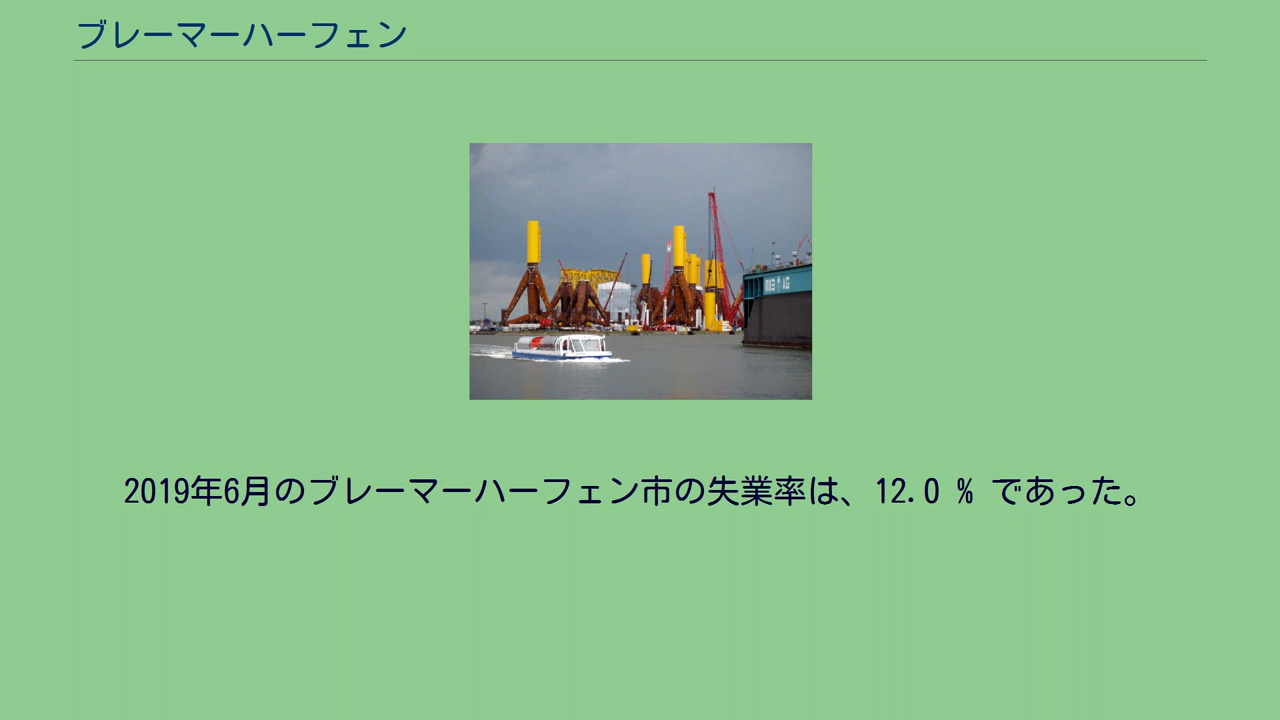 ブレーマーハーフェン
2019年6月のブレーマーハーフェン市の失業率は、12.0 % であった。